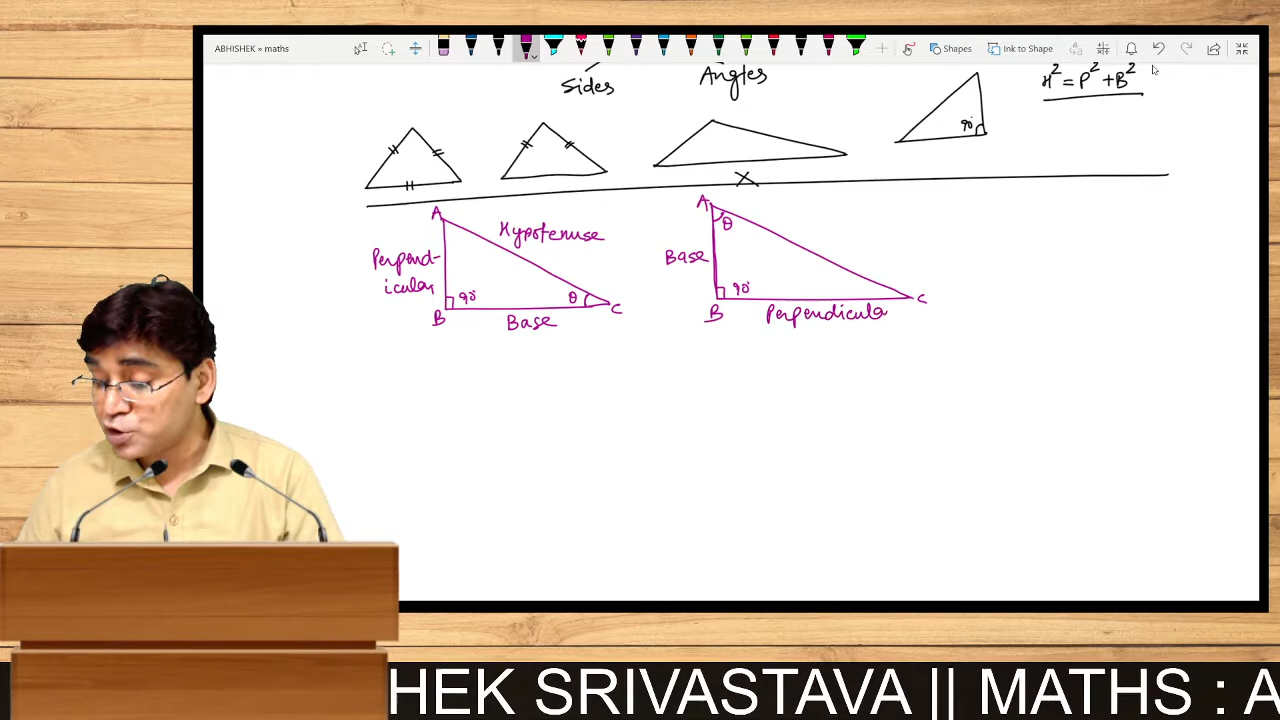 ABHISHEK » maths
Shapes
Ink to Shape
Sides
Angles
90°
H² = P² + B²
A
Hypotenuse
Perpend-
icular
90°
θ
B
Base
C
A
θ
Base
90°
B
Perpendicula
C
HEK SRIVASTAVA || MATHS : A